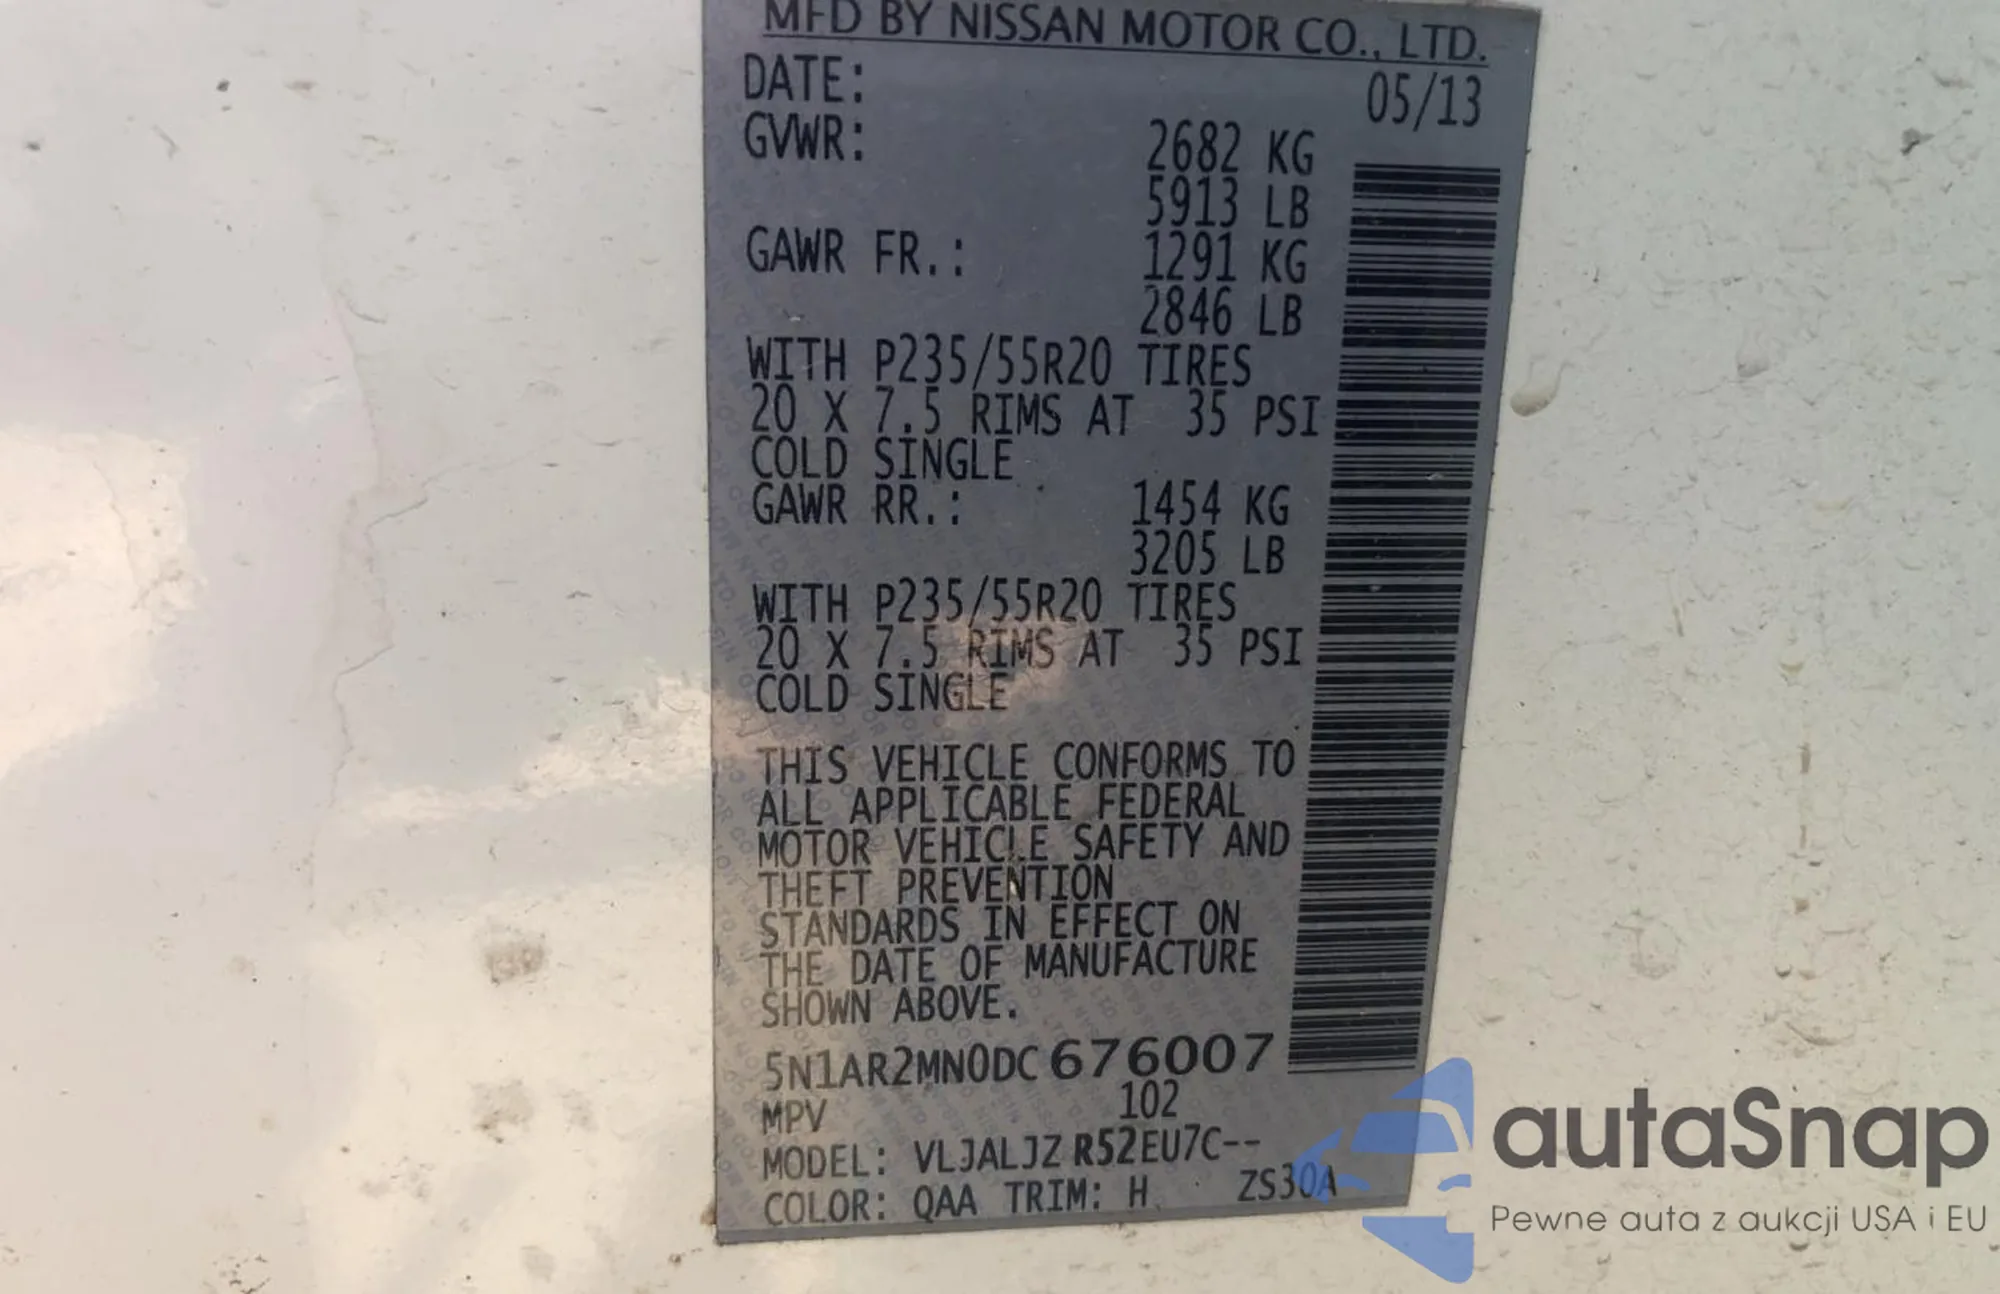 MFD BY NISSAN MOTOR CO., LTD.
DATE: 05/13
GVWR: 2682 KG
5913 LB
GAWR FR.: 1291 KG
2846 LB
WITH P235/55R20 TIRES
20 X 7.5 RIMS AT 35 PSI
COLD SINGLE
GAWR RR.: 1454 KG
3205 LB
WITH P235/55R20 TIRES
20 X 7.5 RIMS AT 35 PSI
COLD SINGLE
THIS VEHICLE CONFORMS TO
ALL APPLICABLE FEDERAL
MOTOR VEHICLE SAFETY AND
THEFT PREVENTION
STANDARDS IN EFFECT ON
THE DATE OF MANUFACTURE
SHOWN ABOVE.
5N1AR2MN0DC676007
MPV 102
MODEL: VLJALJZ R52EU7C--
COLOR: QAA TRIM: H ZS30A
autaSnap
Pewne auta z aukcji USA i EU